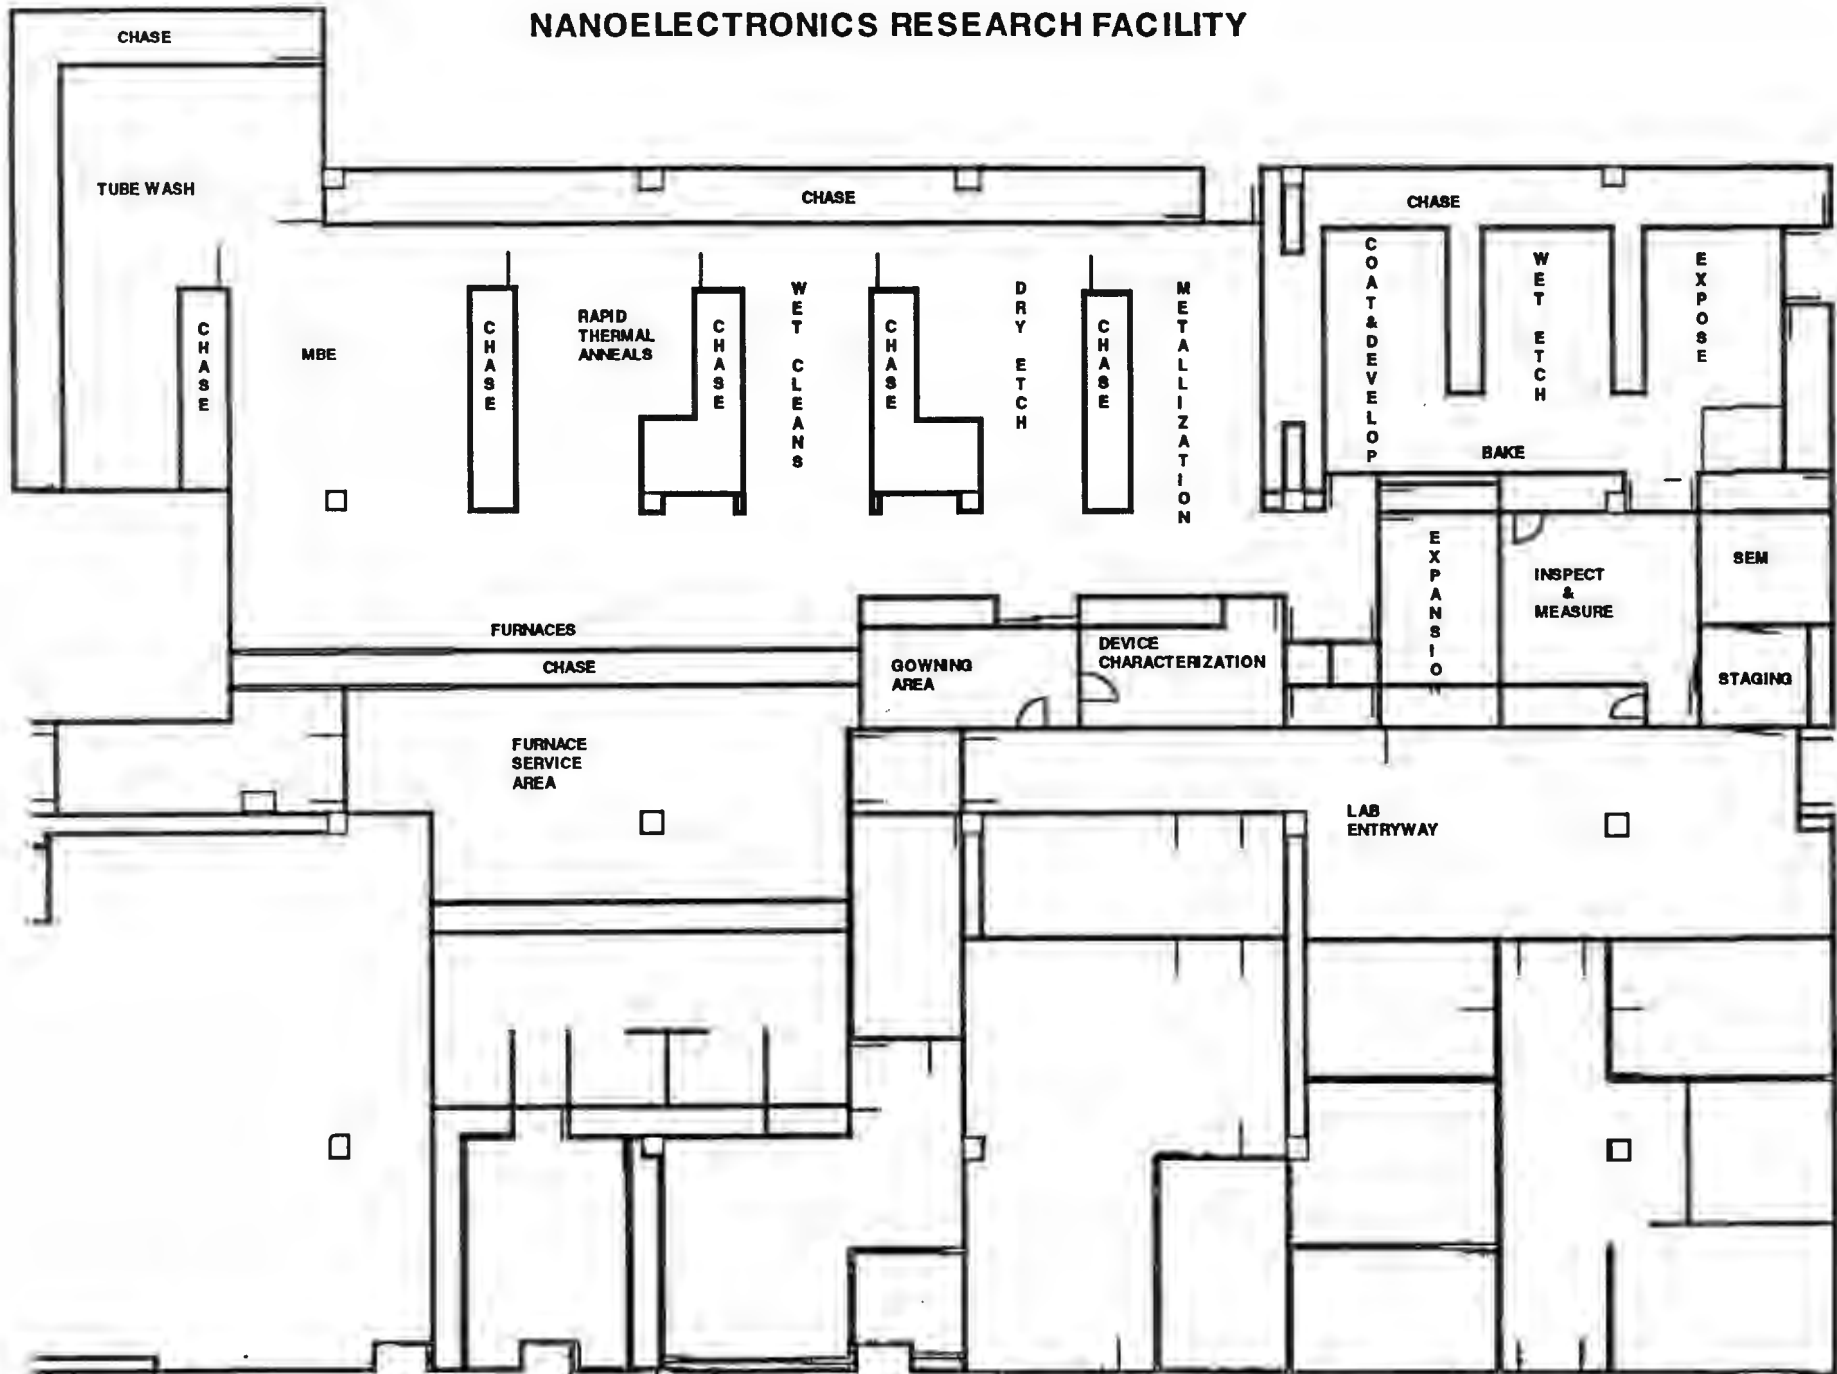 NANOELECTRONICS RESEARCH FACILITY
CHASE
TUBE WASH
CHASE
CHASE
CHASE
MBE
CHASE
RAPID
THERMAL
ANNEALS
CHASE
WET CLEANS
CHASE
DRY ETCH
CHASE
METALLIZATION
COAT&DEVELOP
WET ETCH
EXPOSE
BAKE
EXPANSION
INSPECT
&
MEASURE
SEM
STAGING
FURNACES
CHASE
GOWNING
AREA
DEVICE
CHARACTERIZATION
FURNACE
SERVICE
AREA
LAB
ENTRYWAY